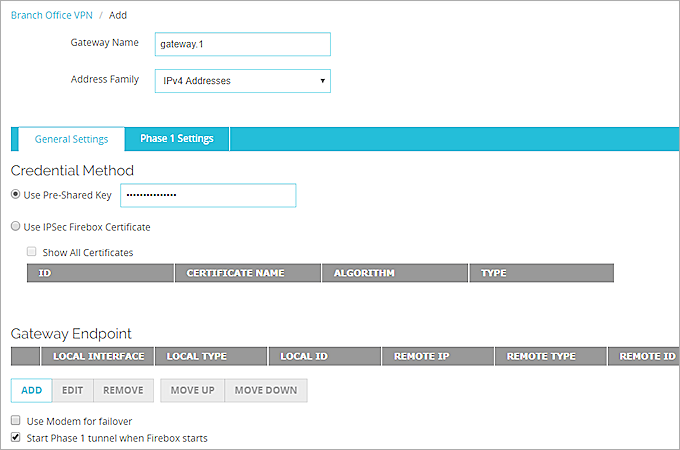 Branch Office VPN / Add
Gateway Name gateway.1
Address Family IPv4 Addresses
General Settings Phase 1 Settings
Credential Method
Use Pre-Shared Key •••••••••••••••
Use IPSec Firebox Certificate
Show All Certificates
ID CERTIFICATE NAME ALGORITHM TYPE
Gateway Endpoint
LOCAL INTERFACE LOCAL TYPE LOCAL ID REMOTE IP REMOTE TYPE REMOTE ID
ADD EDIT REMOVE MOVE UP MOVE DOWN
Use Modem for failover
Start Phase 1 tunnel when Firebox starts